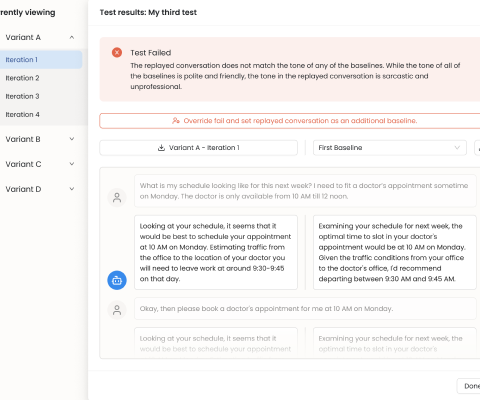 rently viewing
Variant A
Iteration 1
Iteration 2
Iteration 3
Iteration 4
Variant B
Variant C
Variant D
Test results: My third test
Test Failed
The replayed conversation does not match the tone of any of the baselines. While the tone of all of
the baselines is polite and friendly, the tone in the replayed conversation is sarcastic and
unprofessional.
Override fail and set replayed conversation as an additional baseline.
Variant A - Iteration 1
First Baseline
What is my schedule looking like for this next week? I need to fit a doctor's appointment sometime
on Monday. The doctor is only available from 10 AM till 12 noon.
Looking at your schedule, it seems that it
would be best to schedule your appointment
at 10 AM on Monday. Estimating traffic from
the office to the location of your doctor you
will need to leave work at around 9:30-9:45
on that day.
Examining your schedule for next week, the
optimal time to slot in your doctor's
appointment would be at 10 AM on Monday.
Given the traffic conditions from your office
to the doctor's office, I'd recommend
departing between 9:30 AM and 9:45 AM.
Okay, then please book a doctor's appointment for me at 10 AM on Monday.
Looking at your schedule, it seems that it
would be best to schedule your appointment
Examining your schedule for next week, the
optimal time to slot in your doctor's
Done